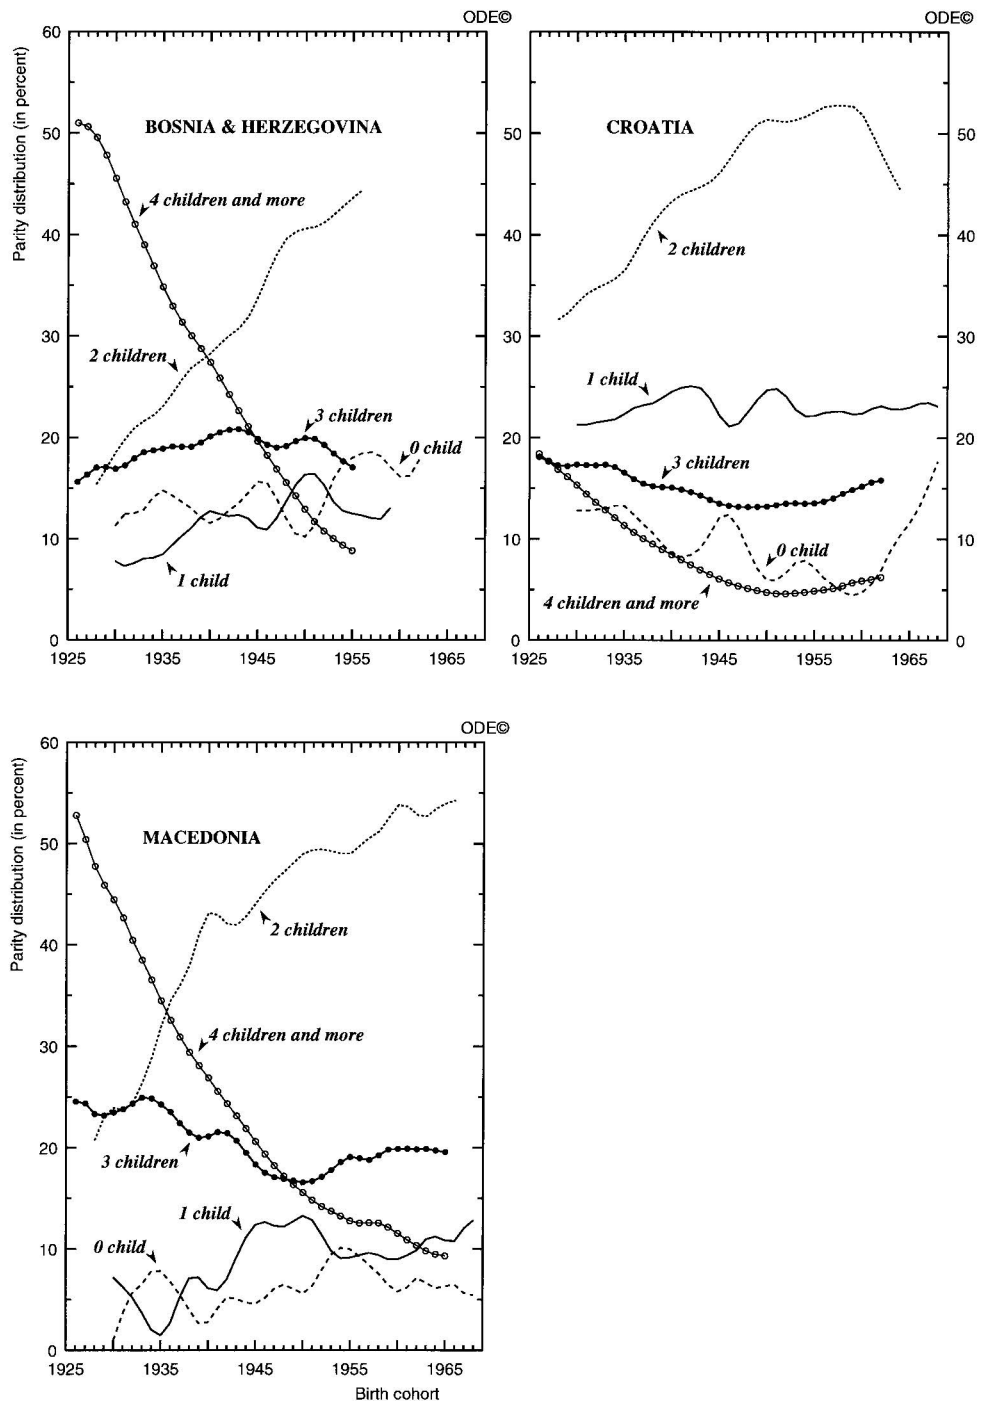 ODE©
ODE©
Parity distribution (in percent)
60
50
40
30
20
10
0
BOSNIA & HERZEGOVINA
4 children and more
2 children
3 children
0 child
1 child
1925 1935 1945 1955 1965
CROATIA
50
40
30
20
10
0
2 children
1 child
3 children
0 child
4 children and more
50
40
30
20
10
0
1925 1935 1945 1955 1965
ODE©
Parity distribution (in percent)
60
50
40
30
20
10
0
MACEDONIA
2 children
4 children and more
3 children
1 child
0 child
1925 1935 1945 1955 1965
Birth cohort